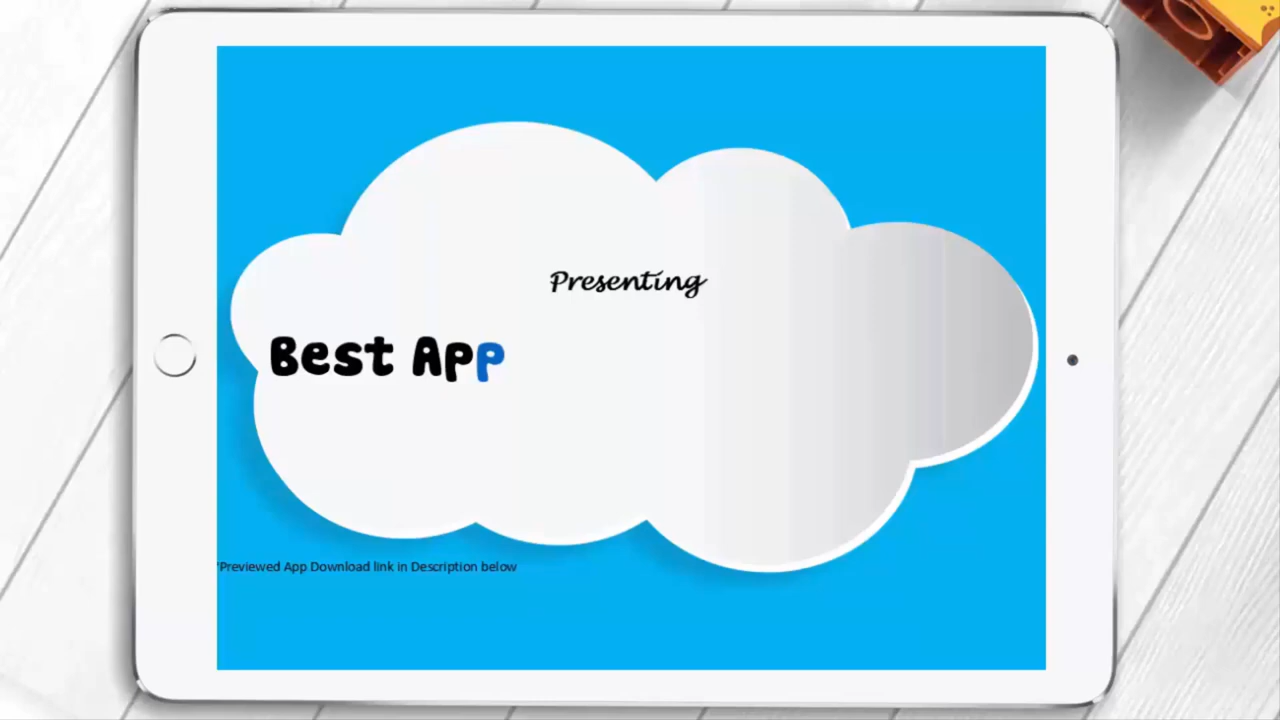 Presenting
Best App
'Previewed App Download link in Description below